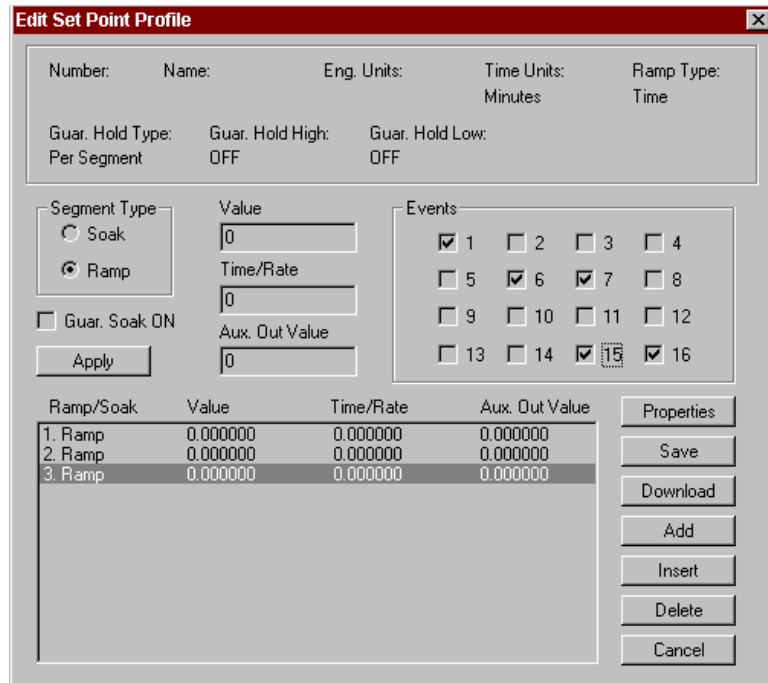 Edit Set Point Profile
Number: Name: Eng. Units: Time Units: Ramp Type:
Minutes Time
Guar. Hold Type: Guar. Hold High: Guar. Hold Low:
Per Segment OFF OFF
Segment Type Value Events
Soak 0 1 2 3 4
Ramp Time/Rate 5 6 7 8
0
Guar. Soak ON 9 10 11 12
Aux. Out Value
Apply 0 13 14 15 16
Ramp/Soak Value Time/Rate Aux. Out Value Properties
1. Ramp 0.000000 0.000000 0.000000
2. Ramp 0.000000 0.000000 0.000000
3. Ramp 0.000000 0.000000 0.000000
Save
Download
Add
Insert
Delete
Cancel